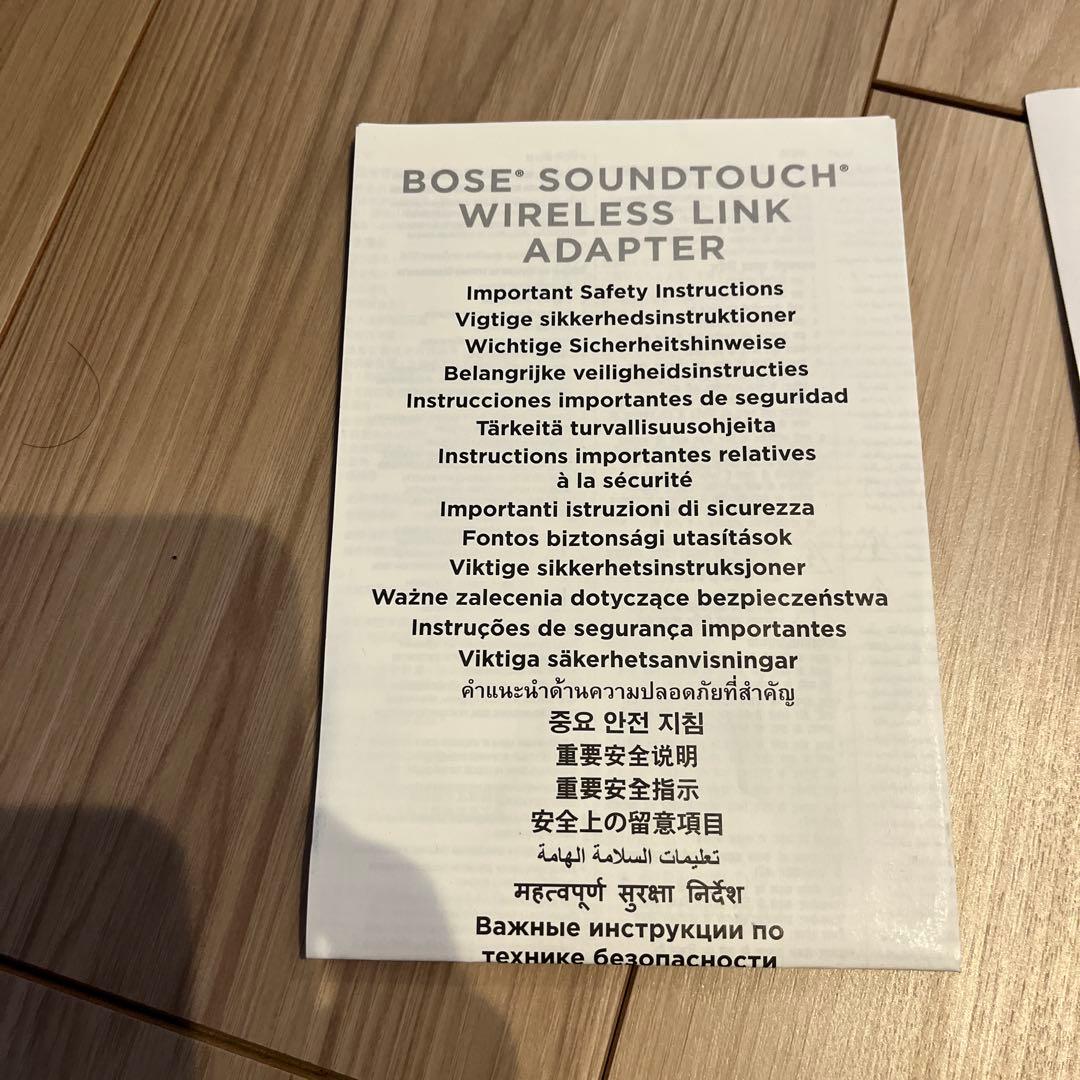 BOSE® SOUNDTOUCH®
WIRELESS LINK
ADAPTER
Important Safety Instructions
Vigtige sikkerhedsinstruktioner
Wichtige Sicherheitshinweise
Belangrijke veiligheidsinstructies
Instrucciones importantes de seguridad
Tärkeitä turvallisuusohjeita
Instructions importantes relatives
à la sécurité
Importanti istruzioni di sicurezza
Fontos biztonsági utasítások
Viktige sikkerhetsinstruksjoner
Ważne zalecenia dotyczące bezpieczeństwa
Instruções de segurança importantes
Viktiga säkerhetsanvisningar
คำแนะนำด้านความปลอดภัยที่สำคัญ
중요 안전 지침
重要安全说明
重要安全指示
安全上の留意項目
تعليمات السلامة الهامة
महत्वपूर्ण सुरक्षा निर्देश
Важные инструкции по
технике безопасности